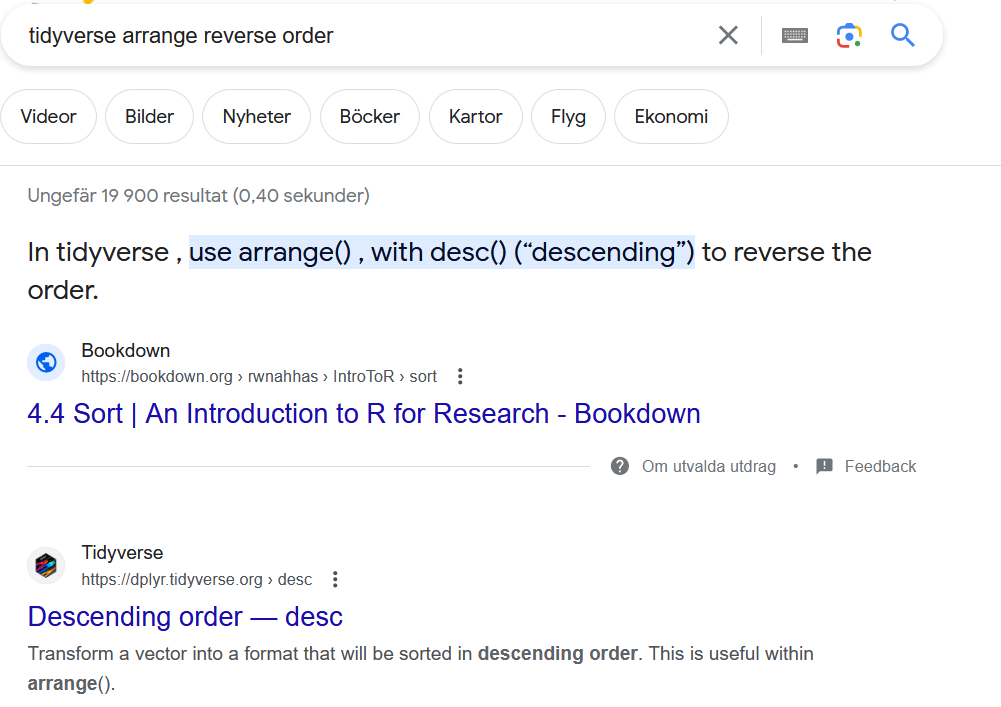 tidyverse arrange reverse order
Videor
Bilder
Nyheter
Böcker
Kartor
Flyg
Ekonomi
Ungefär 19 900 resultat (0,40 sekunder)
In tidyverse , use arrange() , with desc() (“descending”) to reverse the
order.
Bookdown
https://bookdown.org › rwnahhas › IntroToR › sort
4.4 Sort | An Introduction to R for Research - Bookdown
Om utvalda utdrag • Feedback
Tidyverse
https://dplyr.tidyverse.org › desc
Descending order — desc
Transform a vector into a format that will be sorted in descending order. This is useful within
arrange().